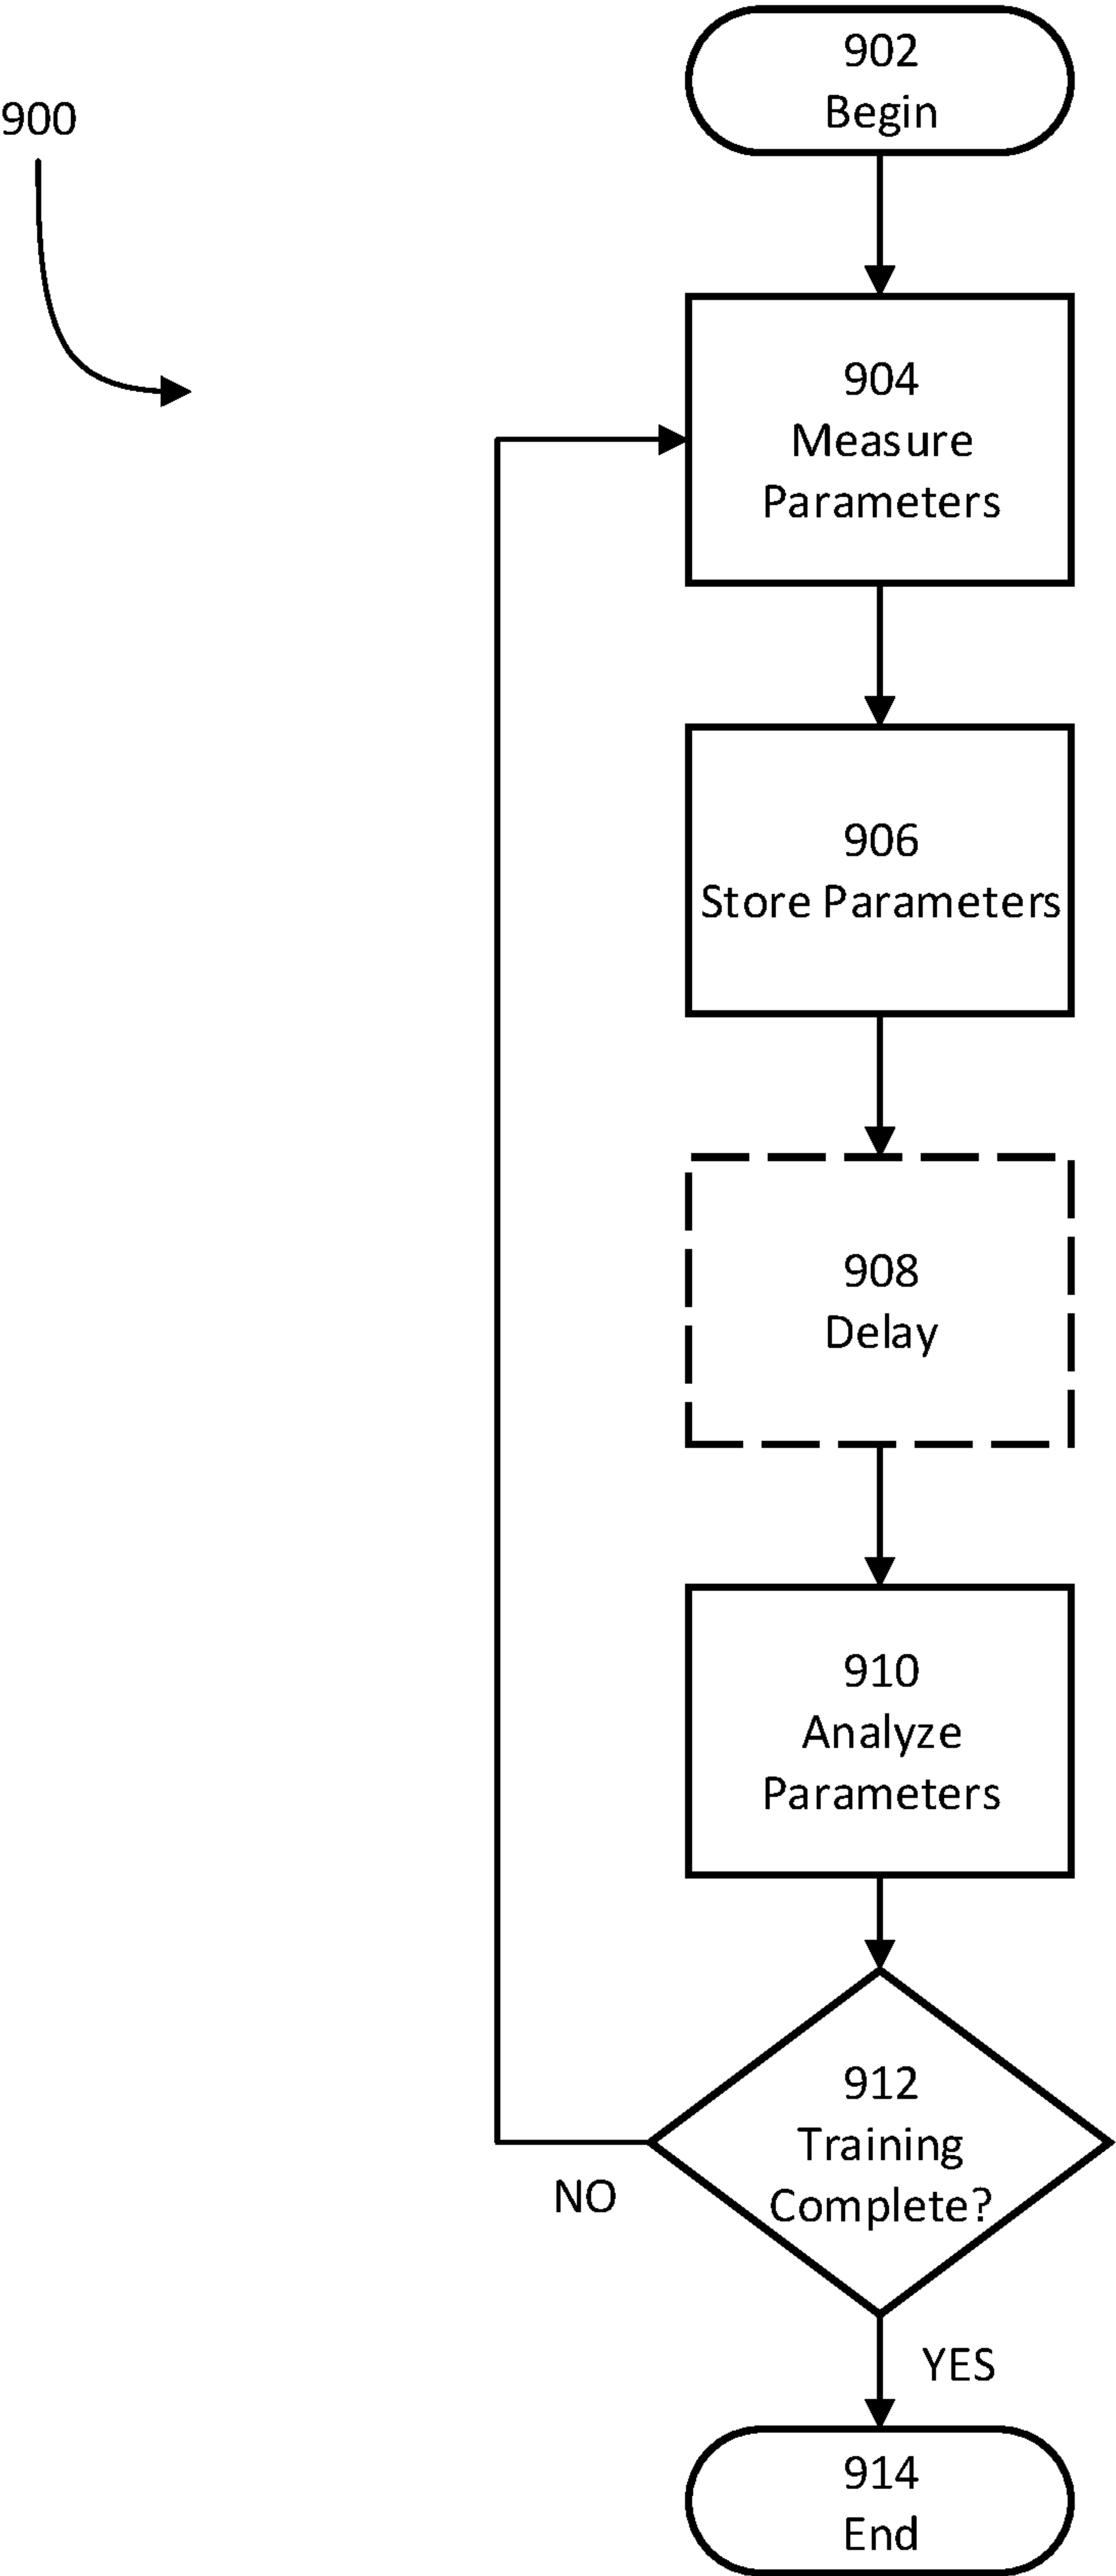 900
902
Begin
904
Measure
Parameters
906
Store Parameters
908
Delay
910
Analyze
Parameters
912
Training
Complete?
NO
YES
914
End